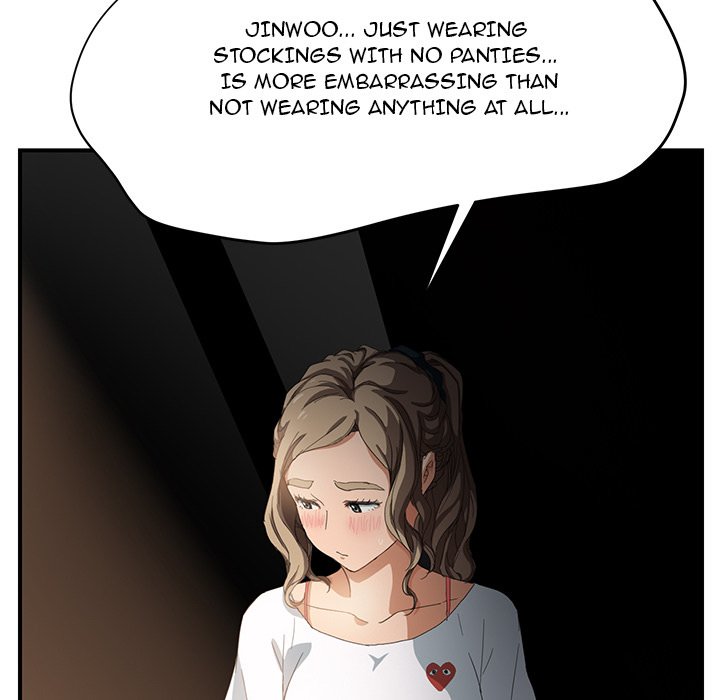 JINWOO... JUST WEARING
STOCKINGS WITH NO PANTIES...
IS MORE EMBARRASSING THAN
NOT WEARING ANYTHING AT ALL...